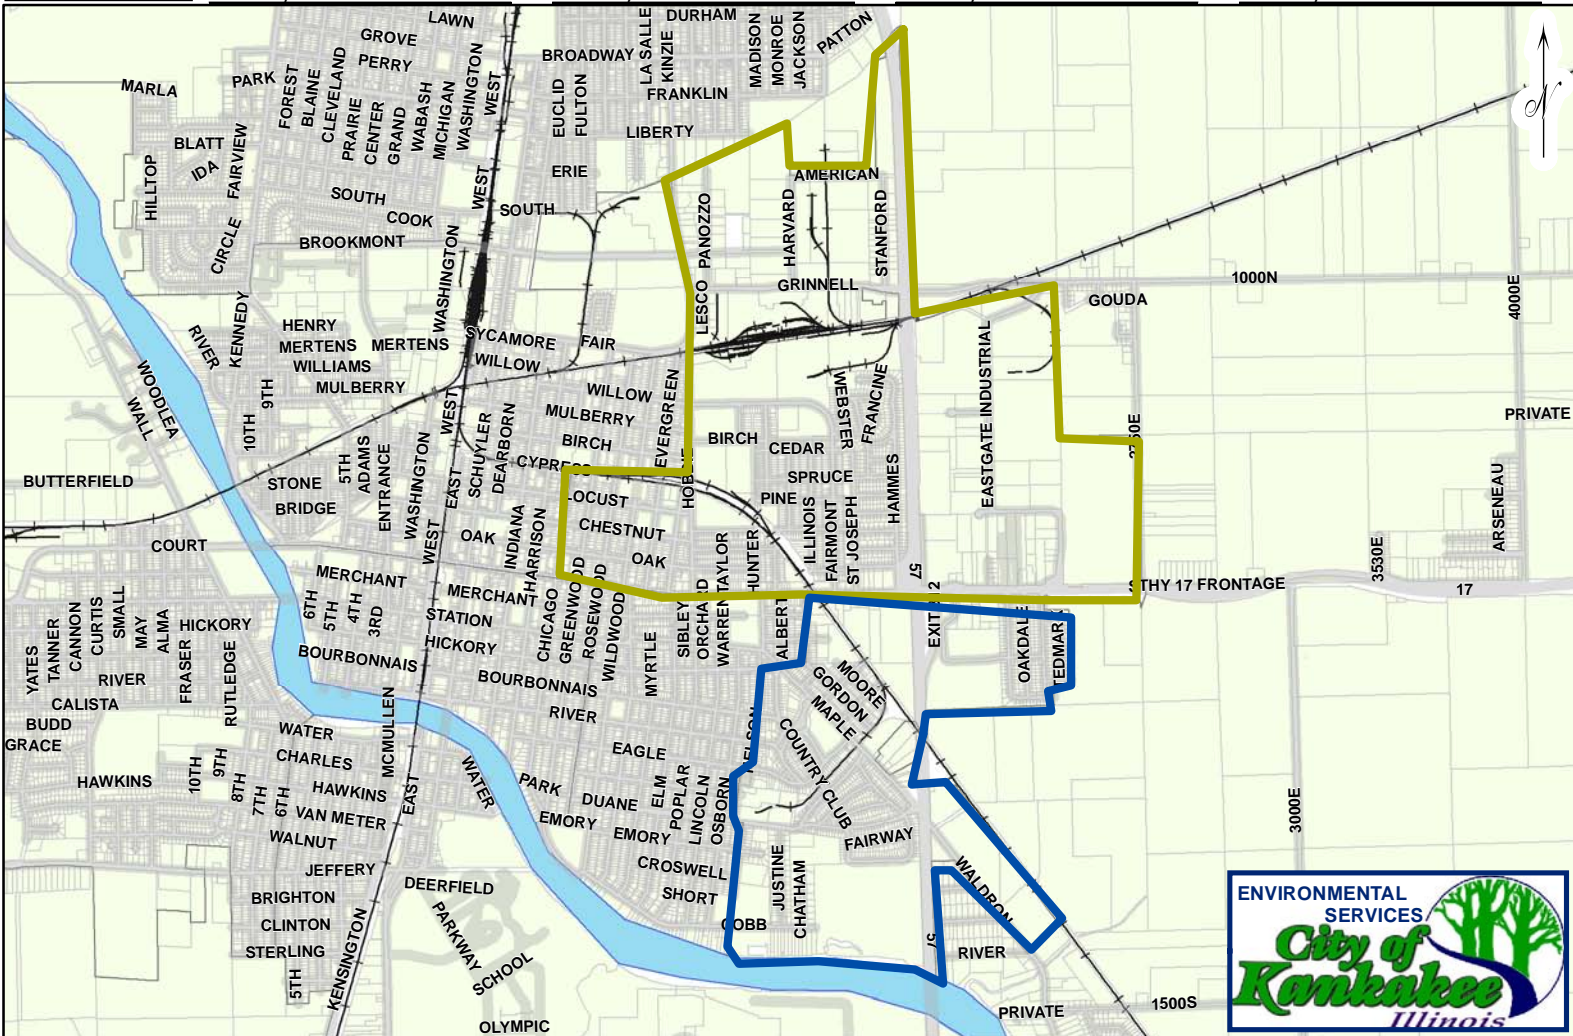 LAWN
DURHAM
GROVE
PATTON
LA SALLE
KINZIE
MADISON
MONROE
JACKSON
BROADWAY
PERRY
PARK
MARLA
FOREST
BLAINE
CLEVELAND
PRAIRIE
CENTER
GRAND
WABASH
MICHIGAN
WASHINGTON
WEST
EUCLID
FULTON
FRANKLIN
LIBERTY
N
BLATT
IDA
FAIRVIEW
HILLTOP
ERIE
AMERICAN
SOUTH
WEST
SOUTH
COOK
CIRCLE
BROOKMONT
WASHINGTON
PANOZZO
LESCO
HARVARD
STANFORD
GRINNELL
1000N
4000E
GOUDA
KENNEDY
RIVER
HENRY
MERTENS
MERTENS
SYCAMORE
FAIR
WILLIAMS
WILLOW
MULBERRY
WOODLEA
WALL
9TH
10TH
WILLOW
MULBERRY
BIRCH
CYPRESS
EVERGREEN
HOBBIE
WEBSTER
FRANCINE
EASTGATE INDUSTRIAL
PRIVATE
BIRCH
CEDAR
SPRUCE
PINE
HAMMES
BUTTERFIELD
STONE
BRIDGE
5TH
ADAMS
ENTRANCE
WASHINGTON
WEST
WEST
EAST
SCHUYLER
DEARBORN
LOCUST
CHESTNUT
OAK
OAK
INDIANA
HARRISON
ILLINOIS
FAIRMONT
ST JOSEPH
HUNTER
TAYLOR
WARREN
ORCHARD
SIBLEY
ARSENEAU
3530E
COURT
MERCHANT
MERCHANT
57
EXIT
THY 17 FRONTAGE
17
YATES
TANNER
CANNON
CURTIS
SMALL
MAY
ALMA
HICKORY
FRASER
RUTLEDGE
6TH
5TH
4TH
3RD
STATION
HICKORY
CHICAGO
GREENWOOD
ROSEWOOD
WILDWOOD
MYRTLE
ALBERT
OAKDALE
TEDMARK
BOURBONNAIS
BOURBONNAIS
RIVER
CALISTA
BUDD
GRACE
RIVER
MOORE
GORDON
MAPLE
MCMULLEN
WATER
CHARLES
EAGLE
NELSON
COUNTRY CLUB
HAWKINS
10TH
9TH
8TH
7TH
6TH
HAWKINS
VAN METER
WALNUT
EAST
WATER
PARK
DUANE
EMORY
EMORY
ELM
POPLAR
LINCOLN
OSBORN
3000E
FAIRWAY
CROSWELL
SHORT
JUSTINE
CHATHAM
WALDRON
JEFFERY
BRIGHTON
CLINTON
STERLING
5TH
KENSINGTON
DEERFIELD
PARKWAY
SCHOOL
OLYMPIC
COBB
57
RIVER
PRIVATE
1500S
ENVIRONMENTAL
SERVICES
City of
Kankakee
Illinois